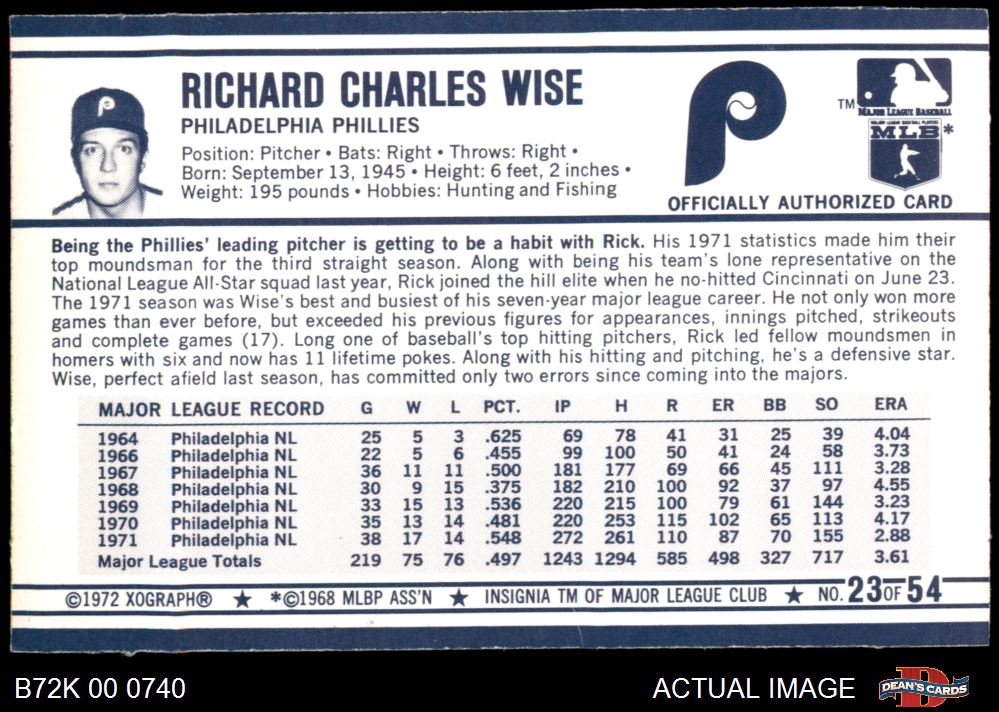 RICHARD CHARLES WISE
PHILADELPHIA PHILLIES
Position: Pitcher • Bats: Right • Throws: Right •
Born: September 13, 1945 • Height: 6 feet, 2 inches •
Weight: 195 pounds • Hobbies: Hunting and Fishing
P
P
TM
MAJOR LEAGUE BASEBALL
MAJOR LEAGUE BASEBALL PLAYERS
MLB*
OFFICIALLY AUTHORIZED CARD
Being the Phillies' leading pitcher is getting to be a habit with Rick. His 1971 statistics made him their
top moundsman for the third straight season. Along with being his team's lone representative on the
National League All-Star squad last year, Rick joined the hill elite when he no-hitted Cincinnati on June 23.
The 1971 season was Wise's best and busiest of his seven-year major league career. He not only won more
games than ever before, but exceeded his previous figures for appearances, innings pitched, strikeouts
and complete games (17). Long one of baseball's top hitting pitchers, Rick led fellow moundsmen in
homers with six and now has 11 lifetime pokes. Along with his hitting and pitching, he's a defensive star.
Wise, perfect afield last season, has committed only two errors since coming into the majors.
MAJOR LEAGUE RECORD G W L PCT. IP H R ER BB SO ERA
1964 Philadelphia NL 25 5 3 .625 69 78 41 31 25 39 4.04
1966 Philadelphia NL 22 5 6 .455 99 100 50 41 24 58 3.73
1967 Philadelphia NL 36 11 11 .500 181 177 69 66 45 111 3.28
1968 Philadelphia NL 30 9 15 .375 182 210 100 92 37 97 4.55
1969 Philadelphia NL 33 15 13 .536 220 215 100 79 61 144 3.23
1970 Philadelphia NL 35 13 14 .481 220 253 115 102 65 113 4.17
1971 Philadelphia NL 38 17 14 .548 272 261 110 87 70 155 2.88
Major League Totals 219 75 76 .497 1243 1294 585 498 327 717 3.61
©1972 XOGRAPH® ★ *©1968 MLBP ASS'N ★ INSIGNIA TM OF MAJOR LEAGUE CLUB ★ NO. 23 OF 54
B72K 00 0740
ACTUAL IMAGE
D
DEAN'S CARDS